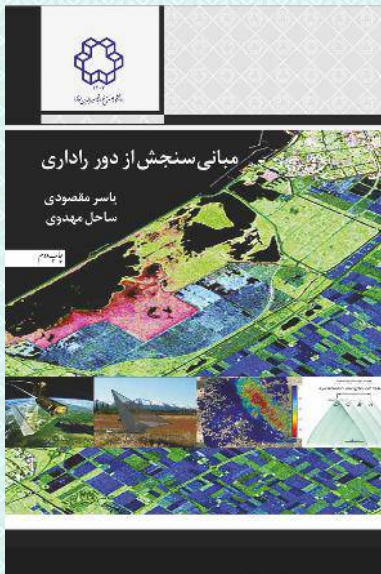 مبانی سنجش از دور راداری
یاسر مقصودی
ساحل مهدوی
چاپ دوم